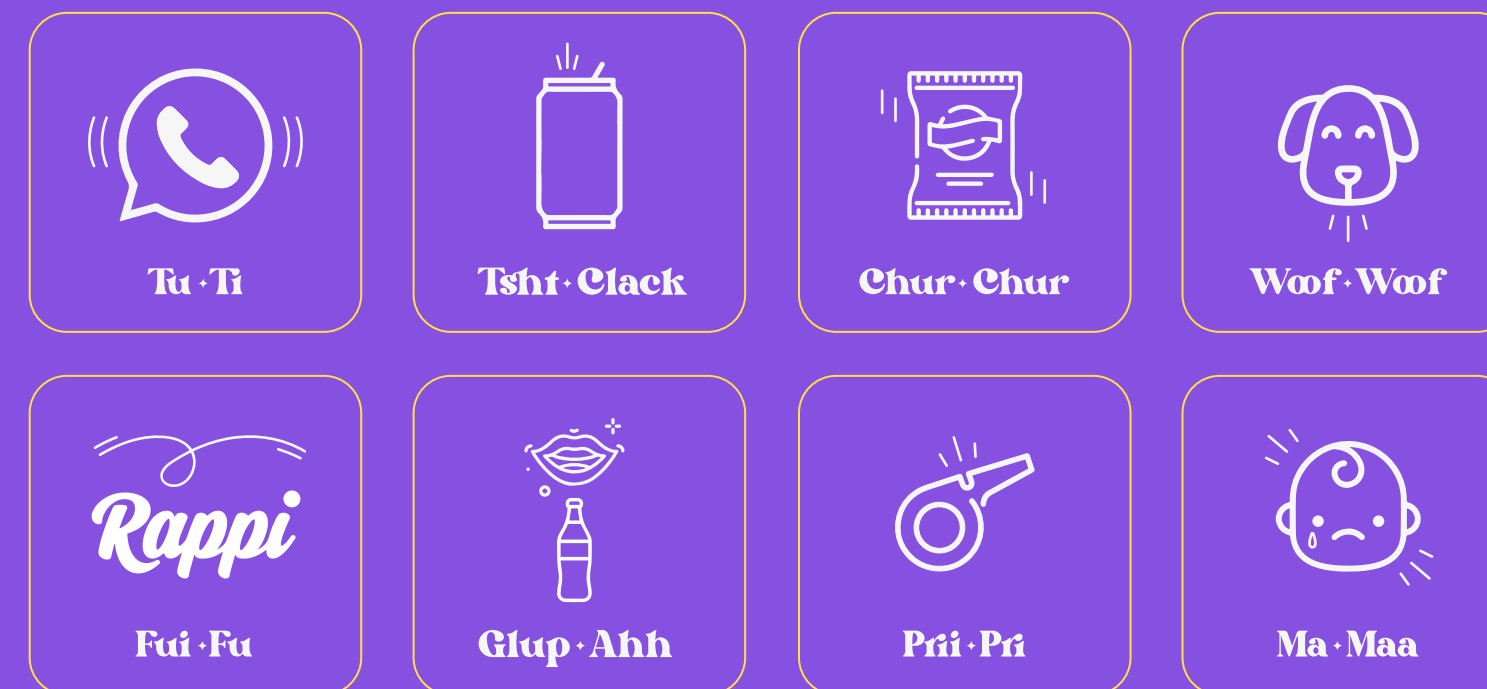 Tu ✦ Ti
Tsht ✦ Clack
Chur ✦ Chur
Woof ✦ Woof
Rappi
Fui ✦ Fu
Glup ✦ Ahh
Prii ✦ Pri
Ma ✦ Maa